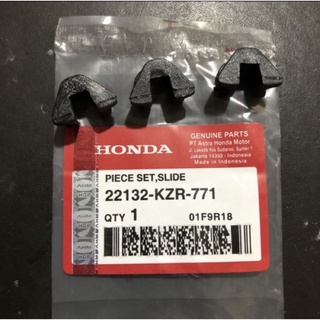 HONDA
GENUINE PARTS
PT Astra Honda Motor
Jakarta 14350 - Indonesia
Made in Indonesia
PIECE SET,SLIDE
22132-KZR-771
QTY 1
01F9R18